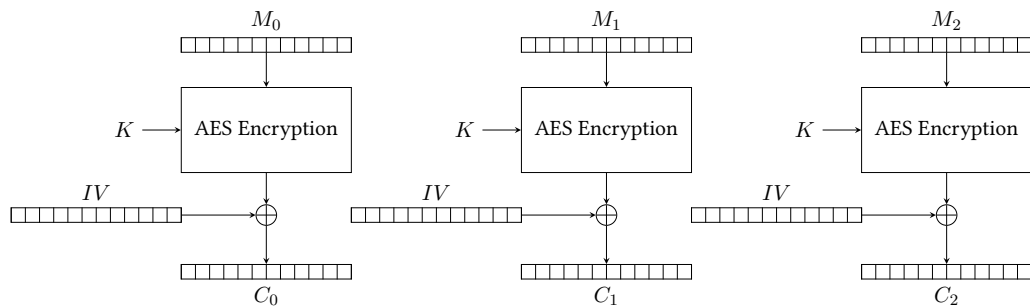 M₀ M₁ M₂
K AES Encryption K AES Encryption K AES Encryption
IV IV IV
C₀ C₁ C₂